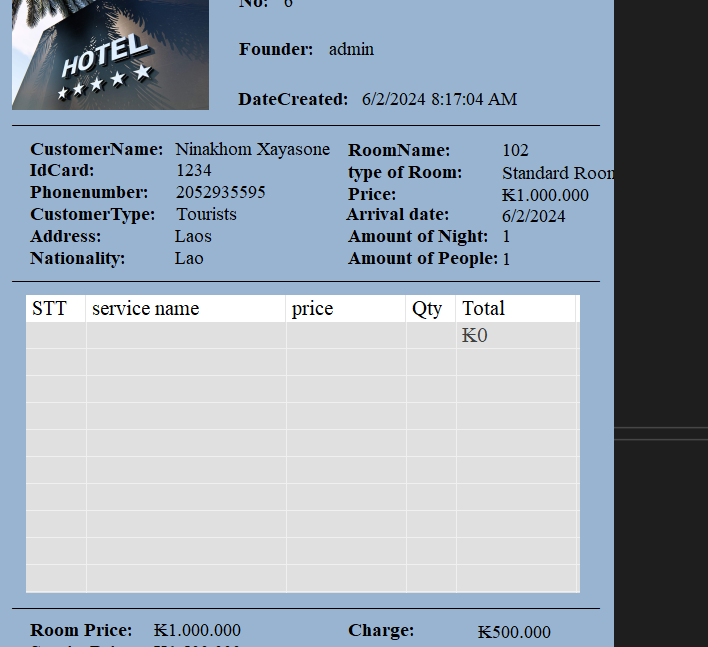 No: 6
HOTEL
Founder: admin
DateCreated: 6/2/2024 8:17:04 AM
CustomerName: Ninakhom Xayasone RoomName: 102
IdCard: 1234 type of Room: Standard Room
Phonenumber: 2052935595 Price: ₭1.000.000
CustomerType: Tourists Arrival date: 6/2/2024
Address: Laos Amount of Night: 1
Nationality: Lao Amount of People: 1
STT service name price Qty Total
₭0
Room Price: ₭1.000.000 Charge: ₭500.000